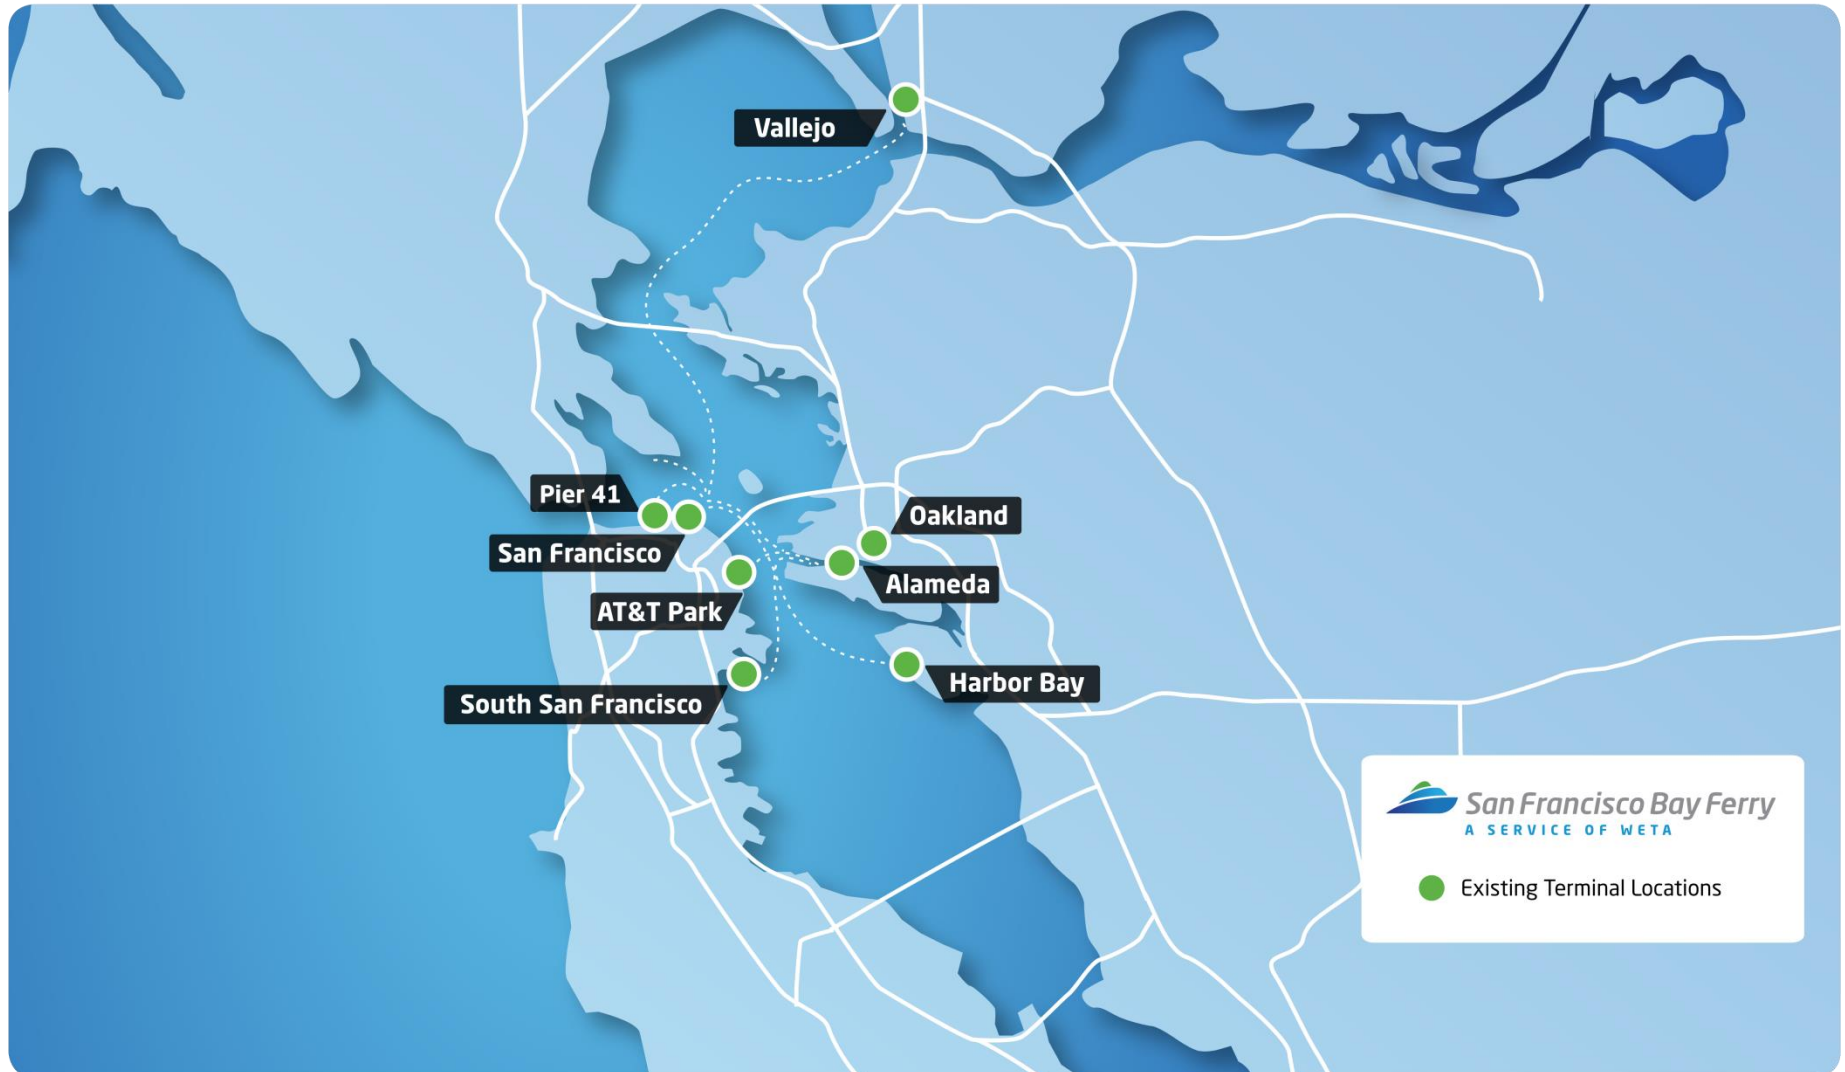 Vallejo
Pier 41
Oakland
San Francisco
Alameda
AT&T Park
Harbor Bay
South San Francisco
San Francisco Bay Ferry
A SERVICE OF WETA
Existing Terminal Locations